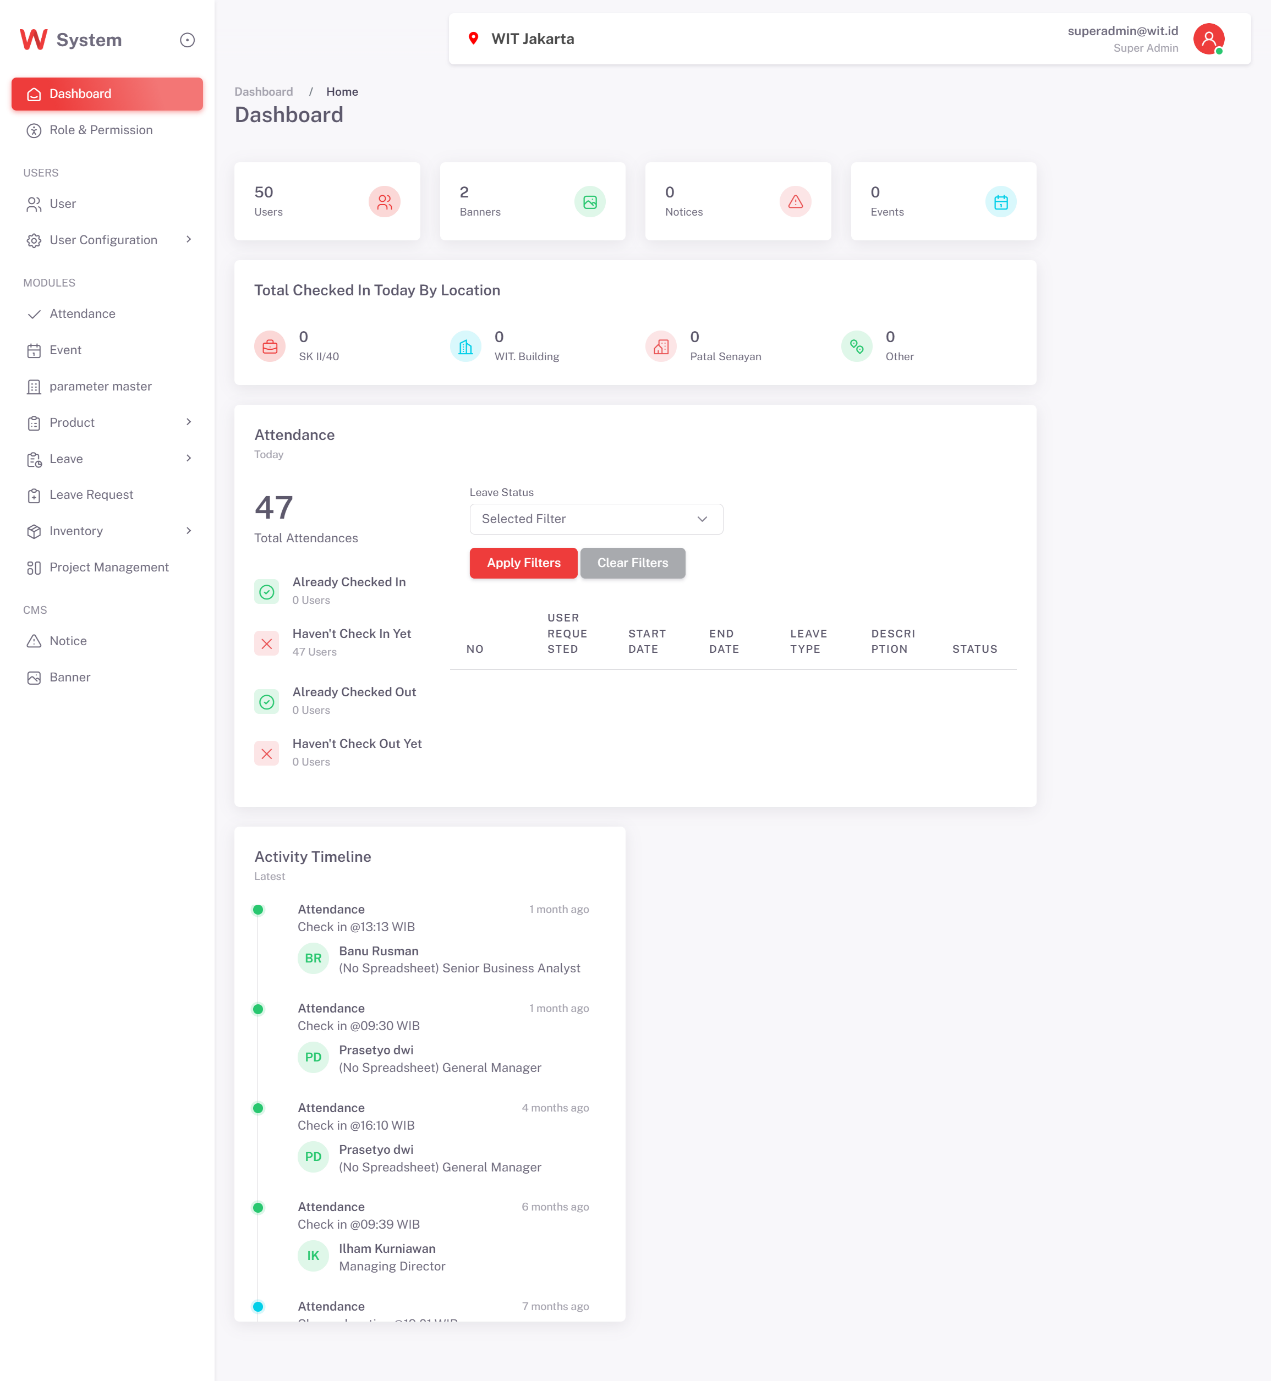 W System
Dashboard
Role & Permission
USERS
User
User Configuration
MODULES
Attendance
Event
parameter master
Product
Leave
Leave Request
Inventory
Project Management
CMS
Notice
Banner
WIT Jakarta
superadmin@wit.id
Super Admin
Dashboard / Home
Dashboard
50
Users
2
Banners
0
Notices
0
Events
Total Checked In Today By Location
0
SK II/40
0
WIT. Building
0
Patal Senayan
0
Other
Attendance
Today
47
Total Attendances
Already Checked In
0 Users
Haven't Check In Yet
47 Users
Already Checked Out
0 Users
Haven't Check Out Yet
0 Users
Leave Status
Selected Filter
Apply Filters Clear Filters
NO
USER
REQUE
STED
START
DATE
END
DATE
LEAVE
TYPE
DESCRI
PTION
STATUS
Activity Timeline
Latest
Attendance 1 month ago
Check in @13:13 WIB
BR Banu Rusman
(No Spreadsheet) Senior Business Analyst
Attendance 1 month ago
Check in @09:30 WIB
PD Prasetyo dwi
(No Spreadsheet) General Manager
Attendance 4 months ago
Check in @16:10 WIB
PD Prasetyo dwi
(No Spreadsheet) General Manager
Attendance 6 months ago
Check in @09:39 WIB
IK Ilham Kurniawan
Managing Director
Attendance 7 months ago